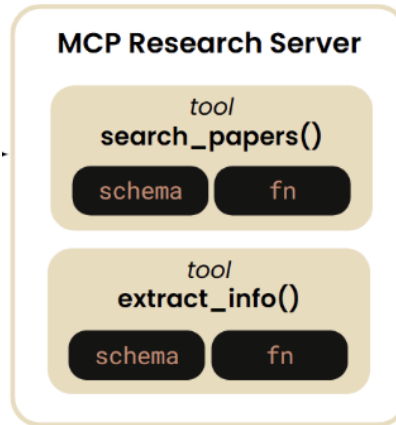 MCP Research Server
tool
search_papers()
schema fn
tool
extract_info()
schema fn